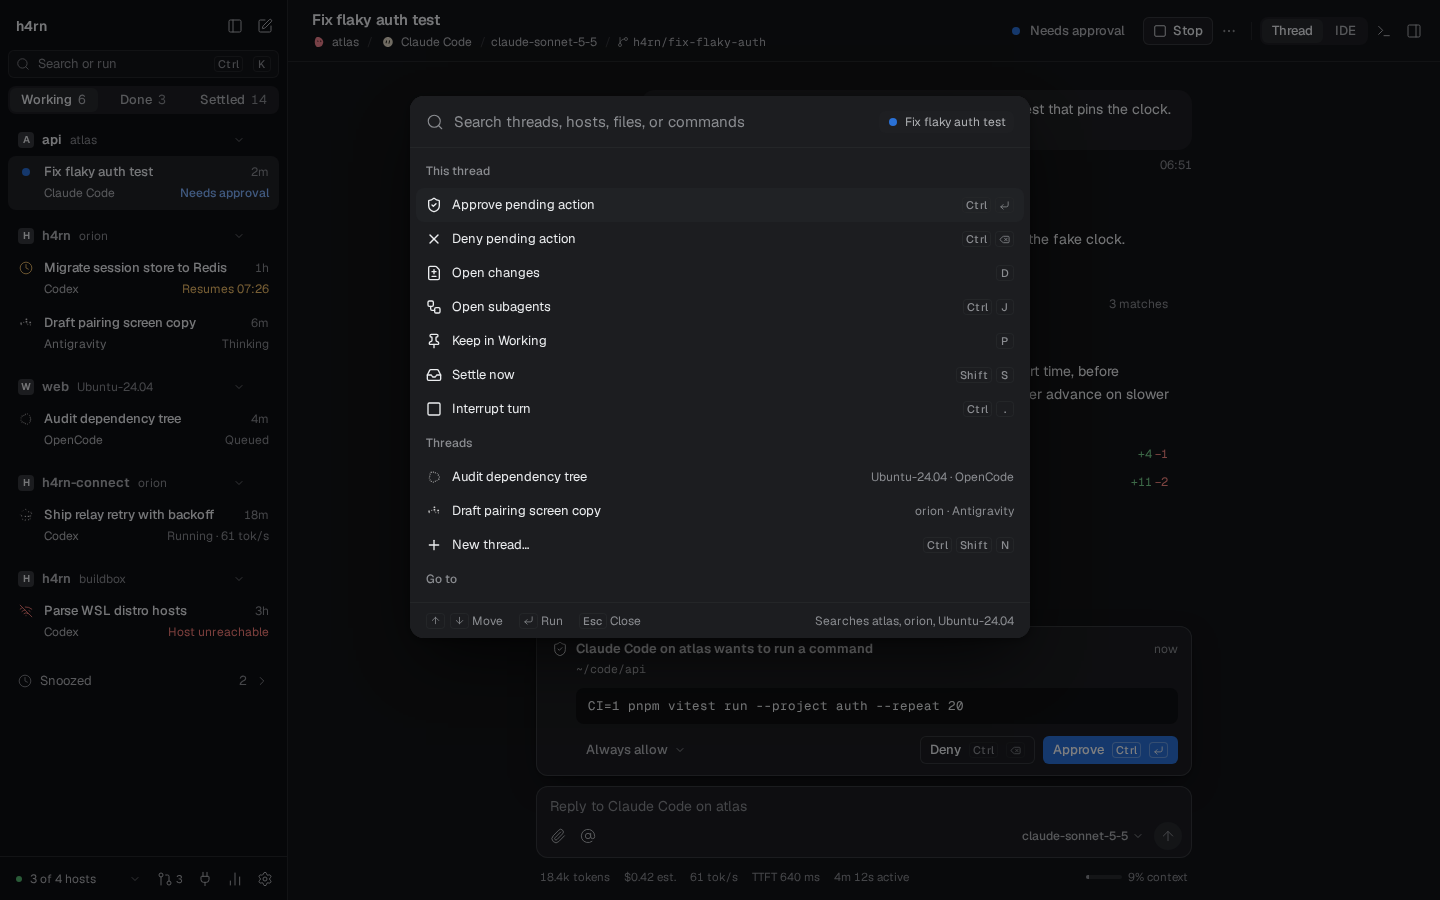 h4rn
Search or run Ctrl K
Working 6 Done 3 Settled 14
A api atlas
Fix flaky auth test 2m
Claude Code Needs approval
H h4rn orion
Migrate session store to Redis 1h
Codex Resumes 07:26
Draft pairing screen copy 6m
Antigravity Thinking
W web Ubuntu-24.04
Audit dependency tree 4m
OpenCode Queued
H h4rn-connect orion
Ship relay retry with backoff 18m
Codex Running · 61 tok/s
H h4rn buildbox
Parse WSL distro hosts 3h
Codex Host unreachable
Snoozed 2
3 of 4 hosts 3
Fix flaky auth test
atlas / Claude Code / claude-sonnet-5-5 / h4rn/fix-flaky-auth
Needs approval Stop ··· Thread IDE
est that pins the clock.
06:51
the fake clock.
3 matches
rt time, before
er advance on slower
+4 −1
+11 −2
Search threads, hosts, files, or commands Fix flaky auth test
This thread
Approve pending action Ctrl
Deny pending action Ctrl
Open changes D
Open subagents Ctrl J
Keep in Working P
Settle now Shift S
Interrupt turn Ctrl .
Threads
Audit dependency tree Ubuntu-24.04 · OpenCode
Draft pairing screen copy orion · Antigravity
New thread… Ctrl Shift N
Go to
↑ ↓ Move Run Esc Close Searches atlas, orion, Ubuntu-24.04
Claude Code on atlas wants to run a command now
~/code/api
CI=1 pnpm vitest run --project auth --repeat 20
Always allow Deny Ctrl Approve Ctrl
Reply to Claude Code on atlas
claude-sonnet-5-5
18.4k tokens $0.42 est. 61 tok/s TTFT 640 ms 4m 12s active 9% context